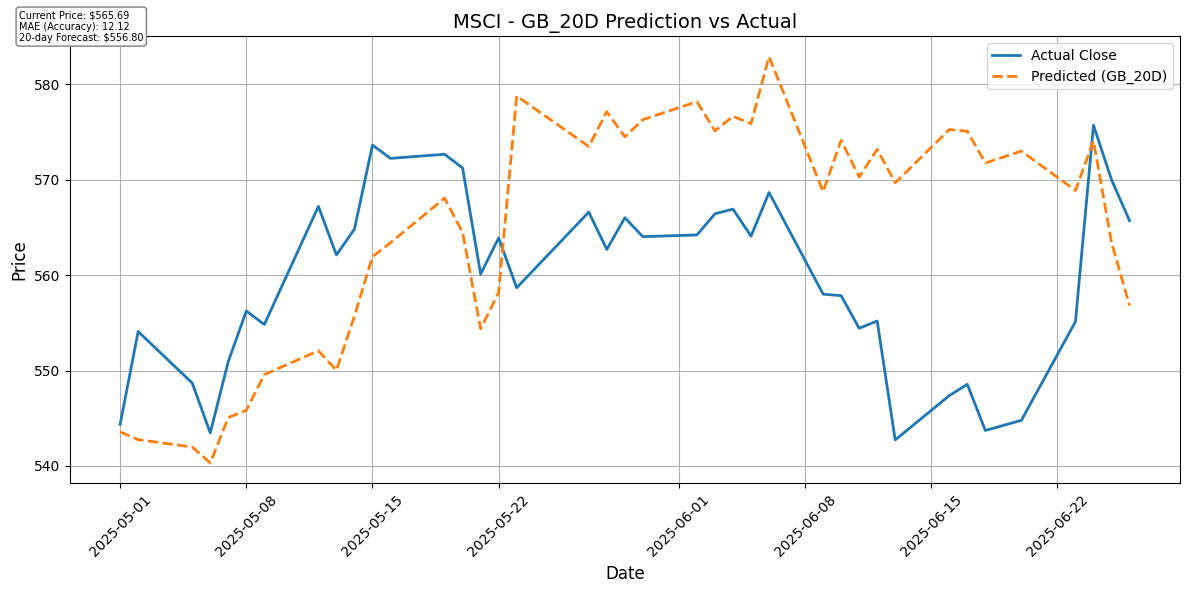 MSCI - GB_20D Prediction vs Actual
Current Price: $565.69
MAE (Accuracy): 12.12
20-day Forecast: $556.80
Actual Close
Predicted (GB_20D)
Price
580
570
560
550
540
2025-05-01
2025-05-08
2025-05-15
2025-05-22
2025-06-01
2025-06-08
2025-06-15
2025-06-22
Date